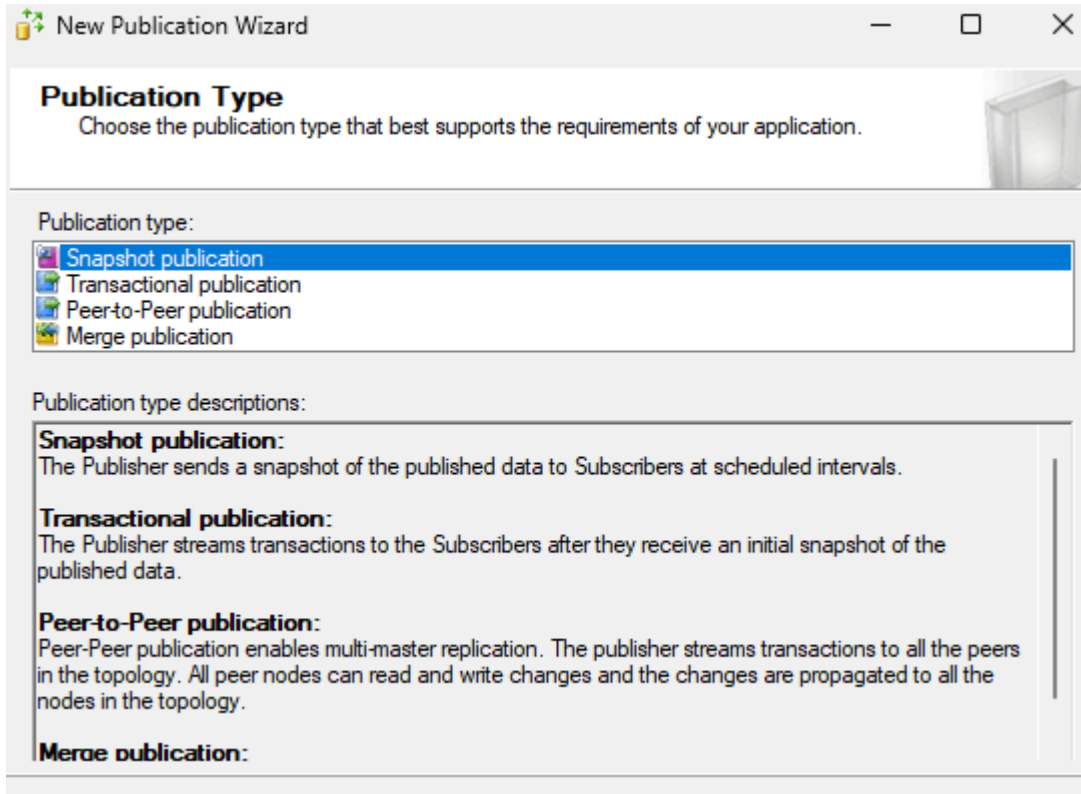 New Publication Wizard
Publication Type
Choose the publication type that best supports the requirements of your application.
Publication type:
Snapshot publication
Transactional publication
Peer-to-Peer publication
Merge publication
Publication type descriptions:
Snapshot publication:
The Publisher sends a snapshot of the published data to Subscribers at scheduled intervals.
Transactional publication:
The Publisher streams transactions to the Subscribers after they receive an initial snapshot of the
published data.
Peer-to-Peer publication:
Peer-Peer publication enables multi-master replication. The publisher streams transactions to all the peers
in the topology. All peer nodes can read and write changes and the changes are propagated to all the
nodes in the topology.
Merge publication: